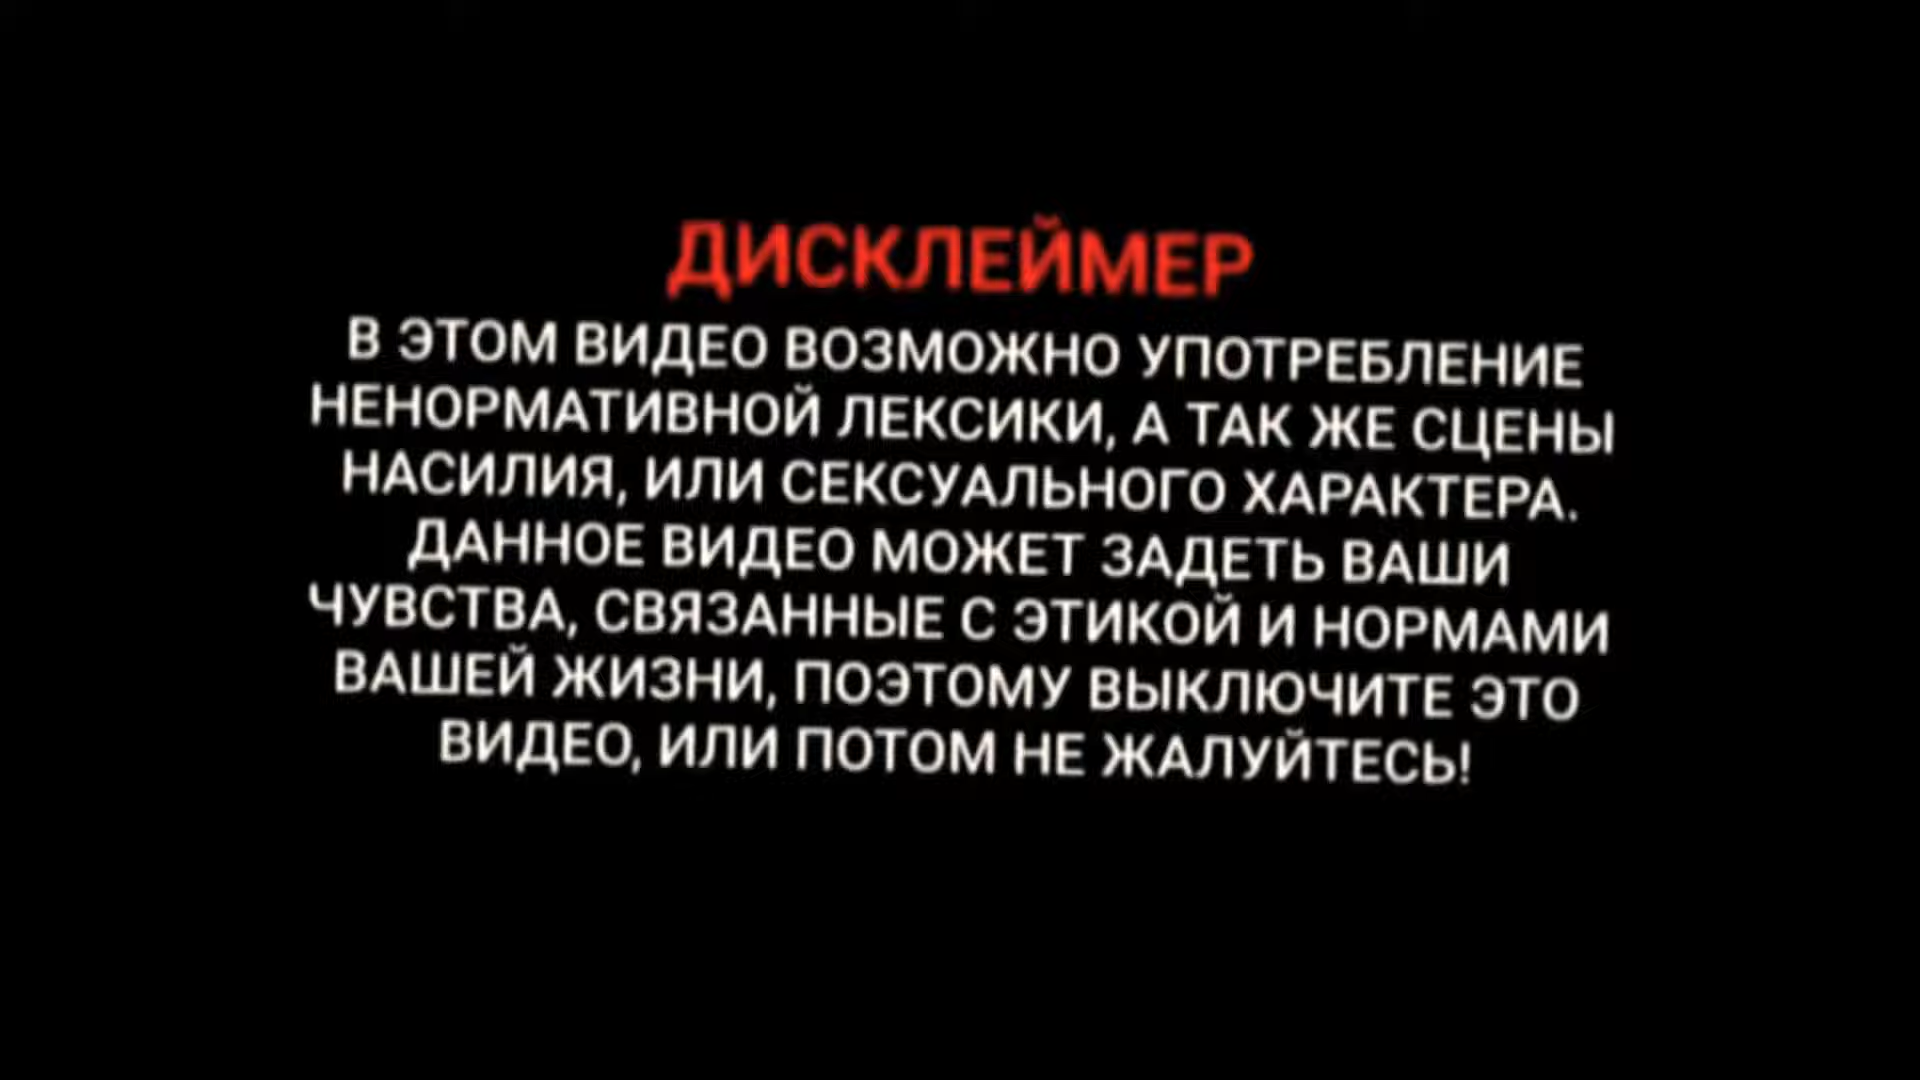 ДИСКЛЕЙМЕР
В ЭТОМ ВИДЕО ВОЗМОЖНО УПОТРЕБЛЕНИЕ
НЕНОРМАТИВНОЙ ЛЕКСИКИ, А ТАК ЖЕ СЦЕНЫ
НАСИЛИЯ, ИЛИ СЕКСУАЛЬНОГО ХАРАКТЕРА.
ДАННОЕ ВИДЕО МОЖЕТ ЗАДЕТЬ ВАШИ
ЧУВСТВА, СВЯЗАННЫЕ С ЭТИКОЙ И НОРМАМИ
ВАШЕЙ ЖИЗНИ, ПОЭТОМУ ВЫКЛЮЧИТЕ ЭТО
ВИДЕО, ИЛИ ПОТОМ НЕ ЖАЛУЙТЕСЬ!